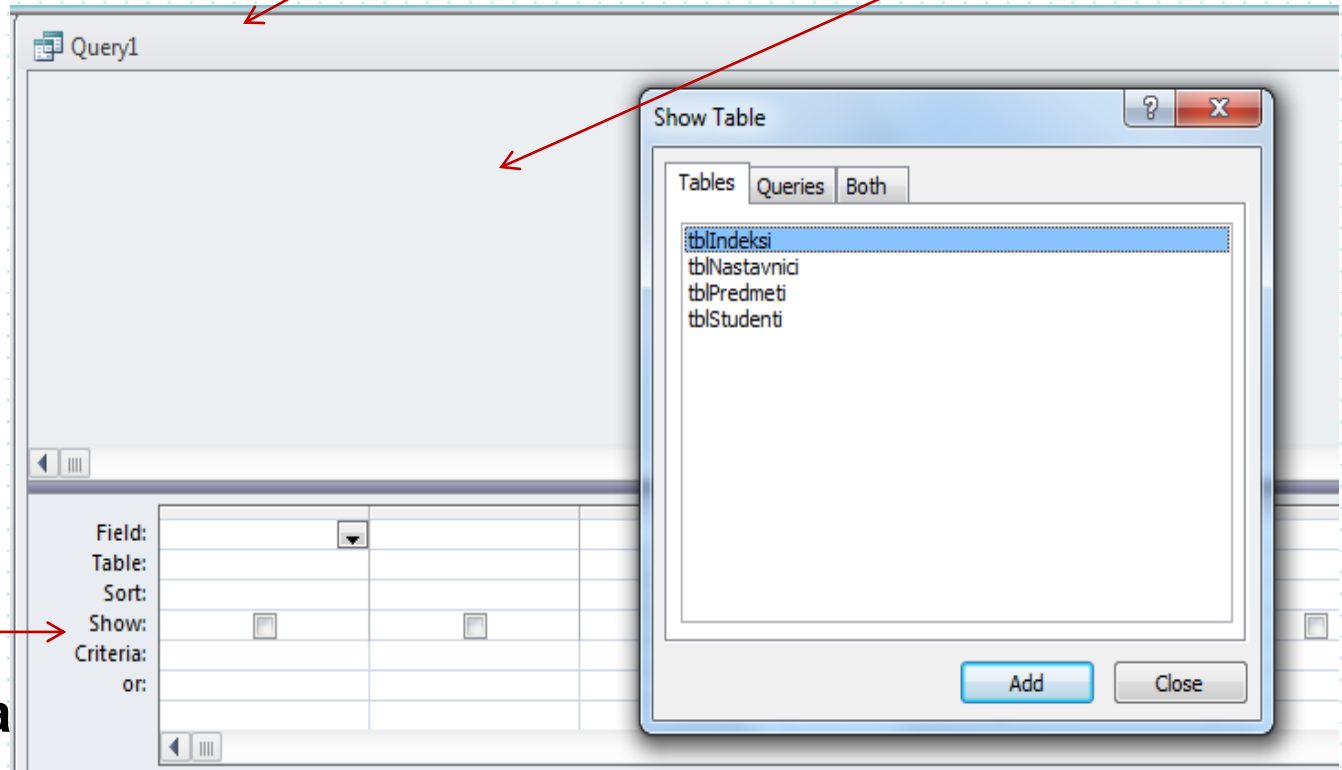 Query1
Show Table
Tables Queries Both
tblIndeksi
tblNastavnici
tblPredmeti
tblStudenti
Field:
Table:
Sort:
Show:
Criteria:
or:
Add Close
a